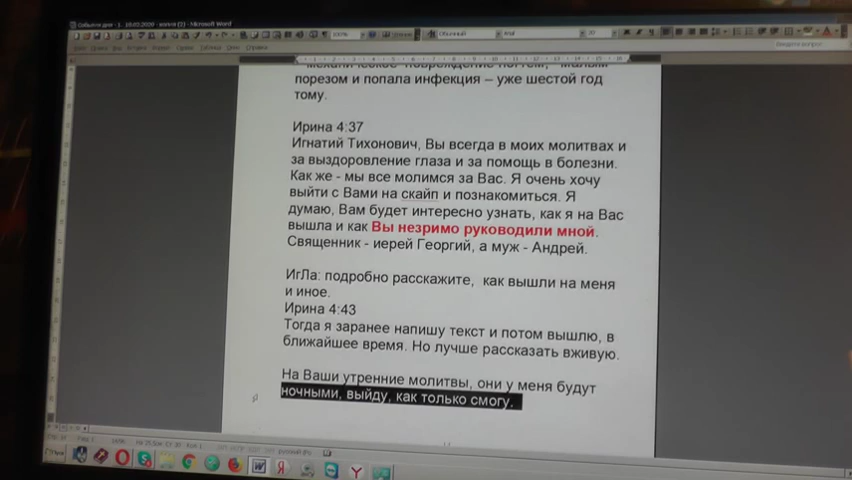 порезом и попала инфекция – уже шестой год
тому.
Ирина 4:37
Игнатий Тихонович, Вы всегда в моих молитвах и
за выздоровление глаза и за помощь в болезни.
Как же - мы все молимся за Вас. Я очень хочу
выйти с Вами на скайп и познакомиться. Я
думаю, Вам будет интересно узнать, как я на Вас
вышла и как Вы незримо руководили мной.
Священник - иерей Георгий, а муж - Андрей.
ИгЛа: подробно расскажите, как вышли на меня
и иное.
Ирина 4:43
Тогда я заранее напишу текст и потом вышлю, в
ближайшее время. Но лучше рассказать вживую.
На Ваши утренние молитвы, они у меня будут
ночными, выйду, как только смогу.